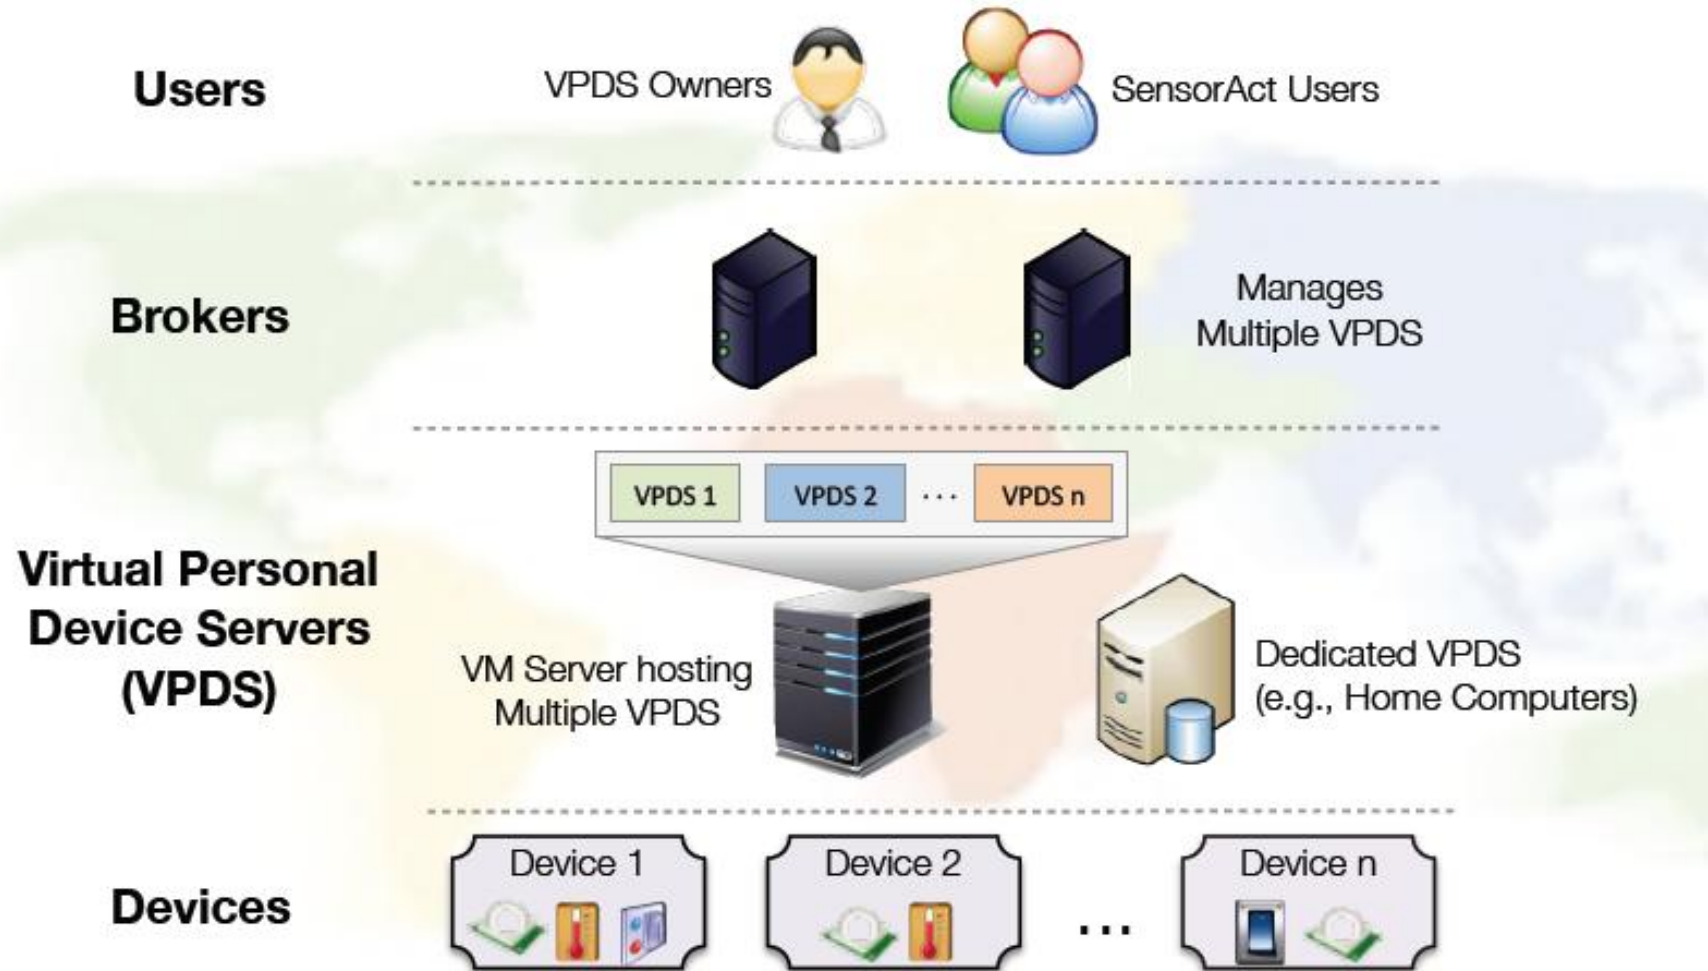 Users
VPDS Owners
SensorAct Users
Brokers
Manages
Multiple VPDS
VPDS 1
VPDS 2
...
VPDS n
Virtual Personal
Device Servers
(VPDS)
VM Server hosting
Multiple VPDS
Dedicated VPDS
(e.g., Home Computers)
Devices
Device 1
Device 2
...
Device n